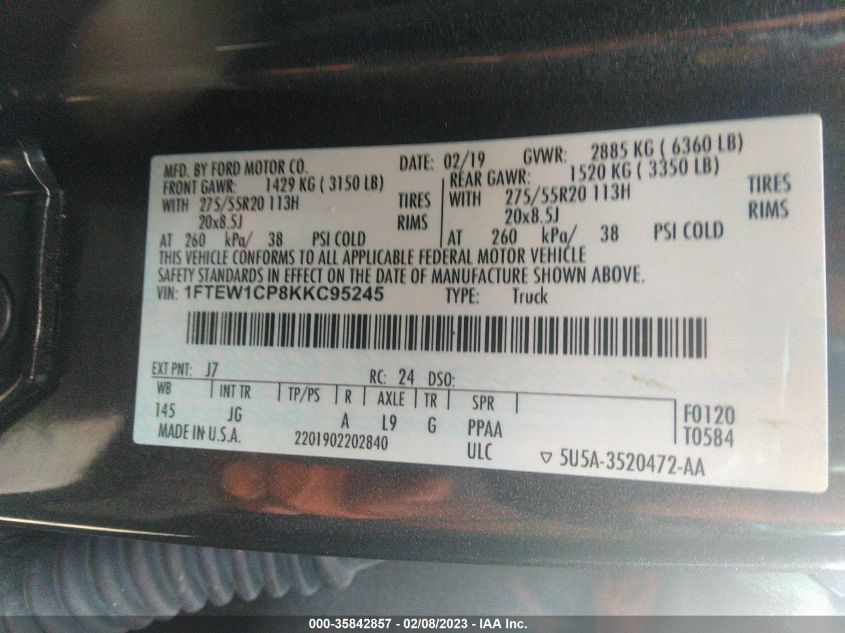 MFD. BY FORD MOTOR CO. DATE: 02/19 GVWR: 2885 KG ( 6360 LB)
FRONT GAWR: 1429 KG ( 3150 LB) REAR GAWR: 1520 KG ( 3350 LB)
WITH 275/55R20 113H TIRES WITH 275/55R20 113H TIRES
20x8.5J RIMS 20x8.5J RIMS
AT 260 kPa/ 38 PSI COLD AT 260 kPa/ 38 PSI COLD
THIS VEHICLE CONFORMS TO ALL APPLICABLE FEDERAL MOTOR VEHICLE
SAFETY STANDARDS IN EFFECT ON THE DATE OF MANUFACTURE SHOWN ABOVE.
VIN: 1FTEW1CP8KKC95245 TYPE: Truck
EXT PNT: J7 RC: 24 DSO:
WB INT TR TP/PS R AXLE TR SPR
145 JG A L9 G PPAA F0120
MADE IN U.S.A. 2201902202840 ULC T0584
▽ 5U5A-3520472-AA
000-35842857 - 02/08/2023 - IAA Inc.